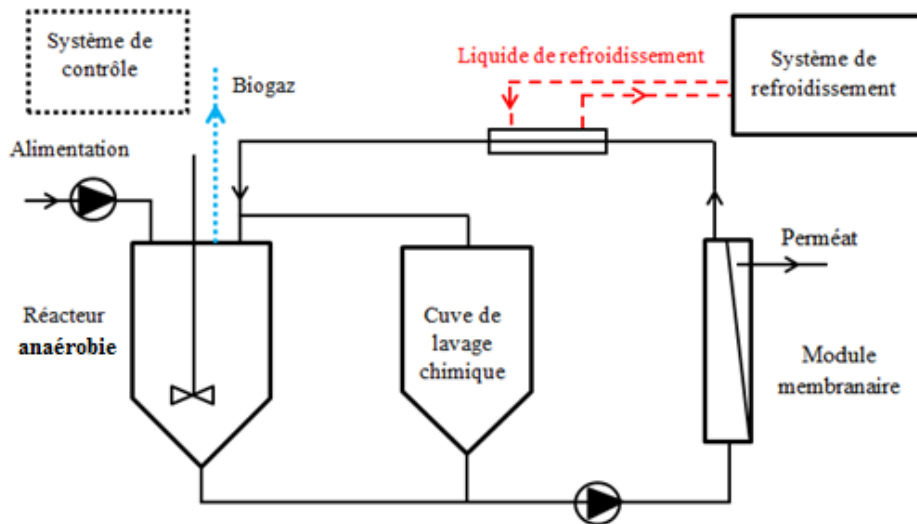 Système de
contrôle
Biogaz
Liquide de refroidissement
Système de
refroidissement
Alimentation
Perméat
Réacteur
anaérobie
Cuve de
lavage
chimique
Module
membranaire